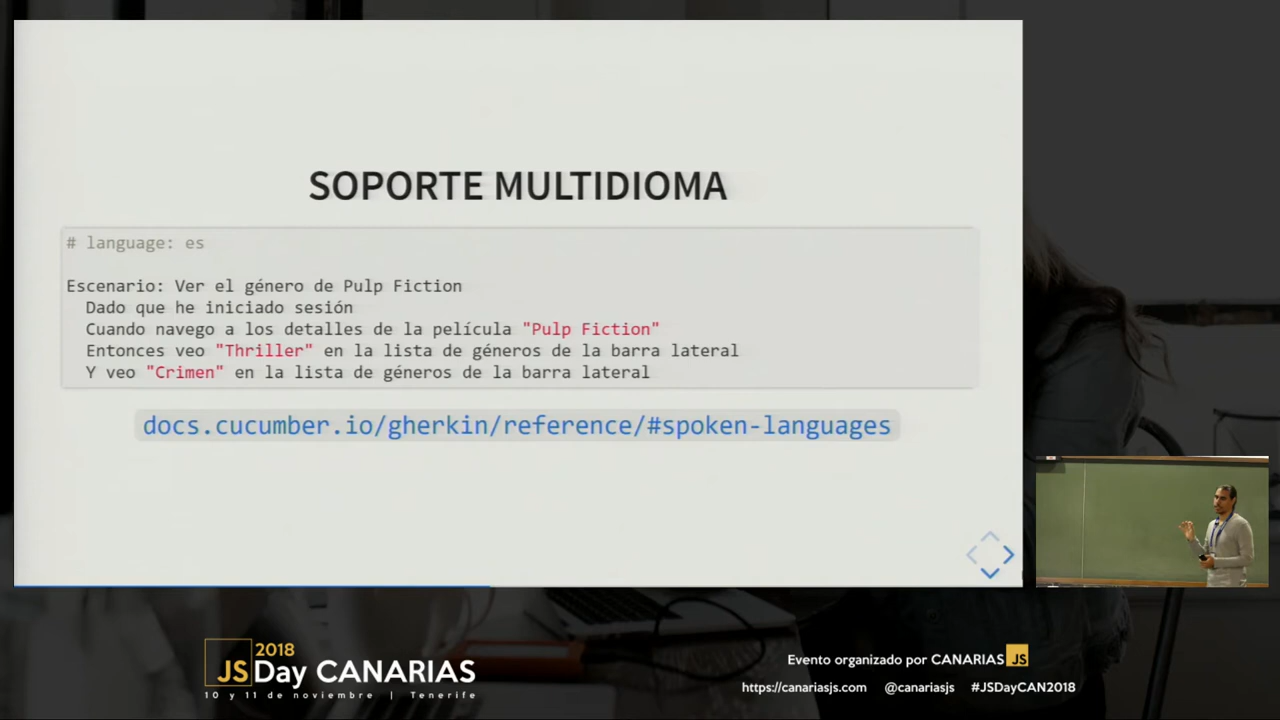 SOPORTE MULTIDIOMA
# language: es
Escenario: Ver el género de Pulp Fiction
Dado que he iniciado sesión
Cuando navego a los detalles de la película "Pulp Fiction"
Entonces veo "Thriller" en la lista de géneros de la barra lateral
Y veo "Crimen" en la lista de géneros de la barra lateral
docs.cucumber.io/gherkin/reference/#spoken-languages
2018
JS Day CANARIAS
10 y 11 de noviembre | Tenerife
Evento organizado por CANARIAS JS
https://canariasjs.com @canariasjs #JSDayCAN2018